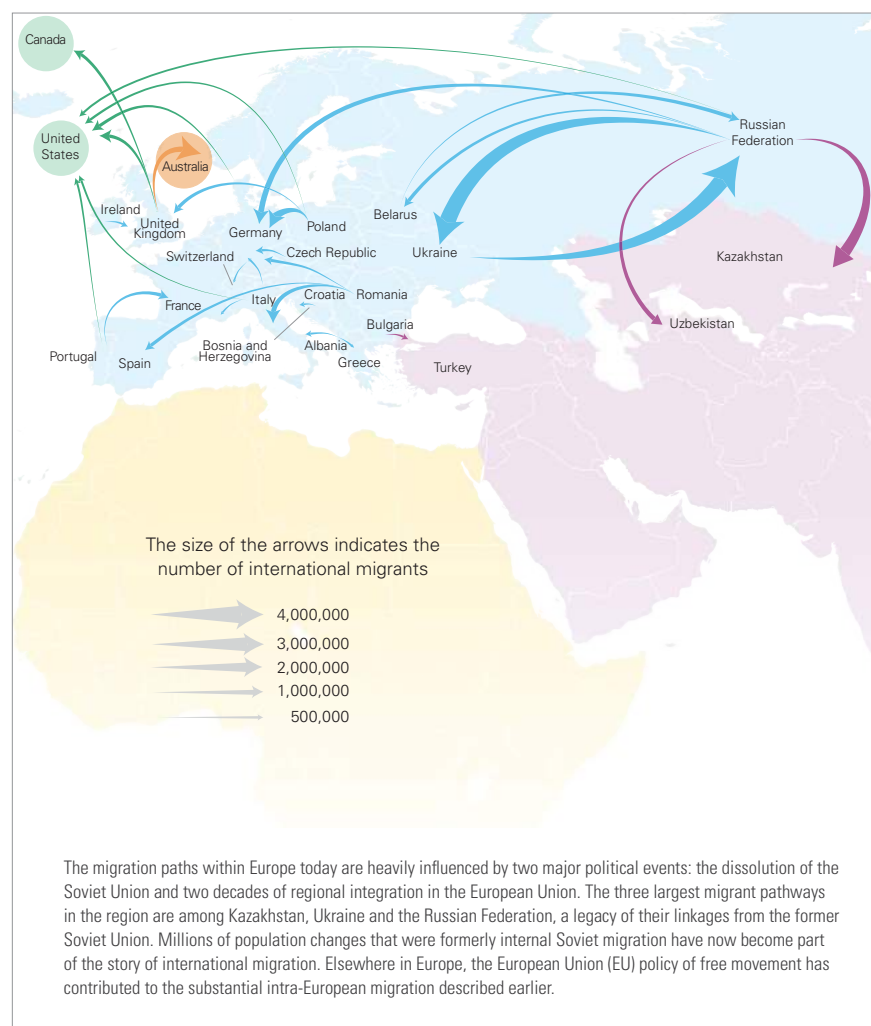 Canada
United
States
Australia
Russian
Federation
Ireland
United
Kingdom
Germany
Poland
Belarus
Ukraine
Switzerland
Czech Republic
Kazakhstan
France
Italy
Croatia
Romania
Bulgaria
Uzbekistan
Portugal
Spain
Bosnia and
Herzegovina
Albania
Greece
Turkey
The size of the arrows indicates the
number of international migrants
4,000,000
3,000,000
2,000,000
1,000,000
500,000
The migration paths within Europe today are heavily influenced by two major political events: the dissolution of the
Soviet Union and two decades of regional integration in the European Union. The three largest migrant pathways
in the region are among Kazakhstan, Ukraine and the Russian Federation, a legacy of their linkages from the former
Soviet Union. Millions of population changes that were formerly internal Soviet migration have now become part
of the story of international migration. Elsewhere in Europe, the European Union (EU) policy of free movement has
contributed to the substantial intra-European migration described earlier.